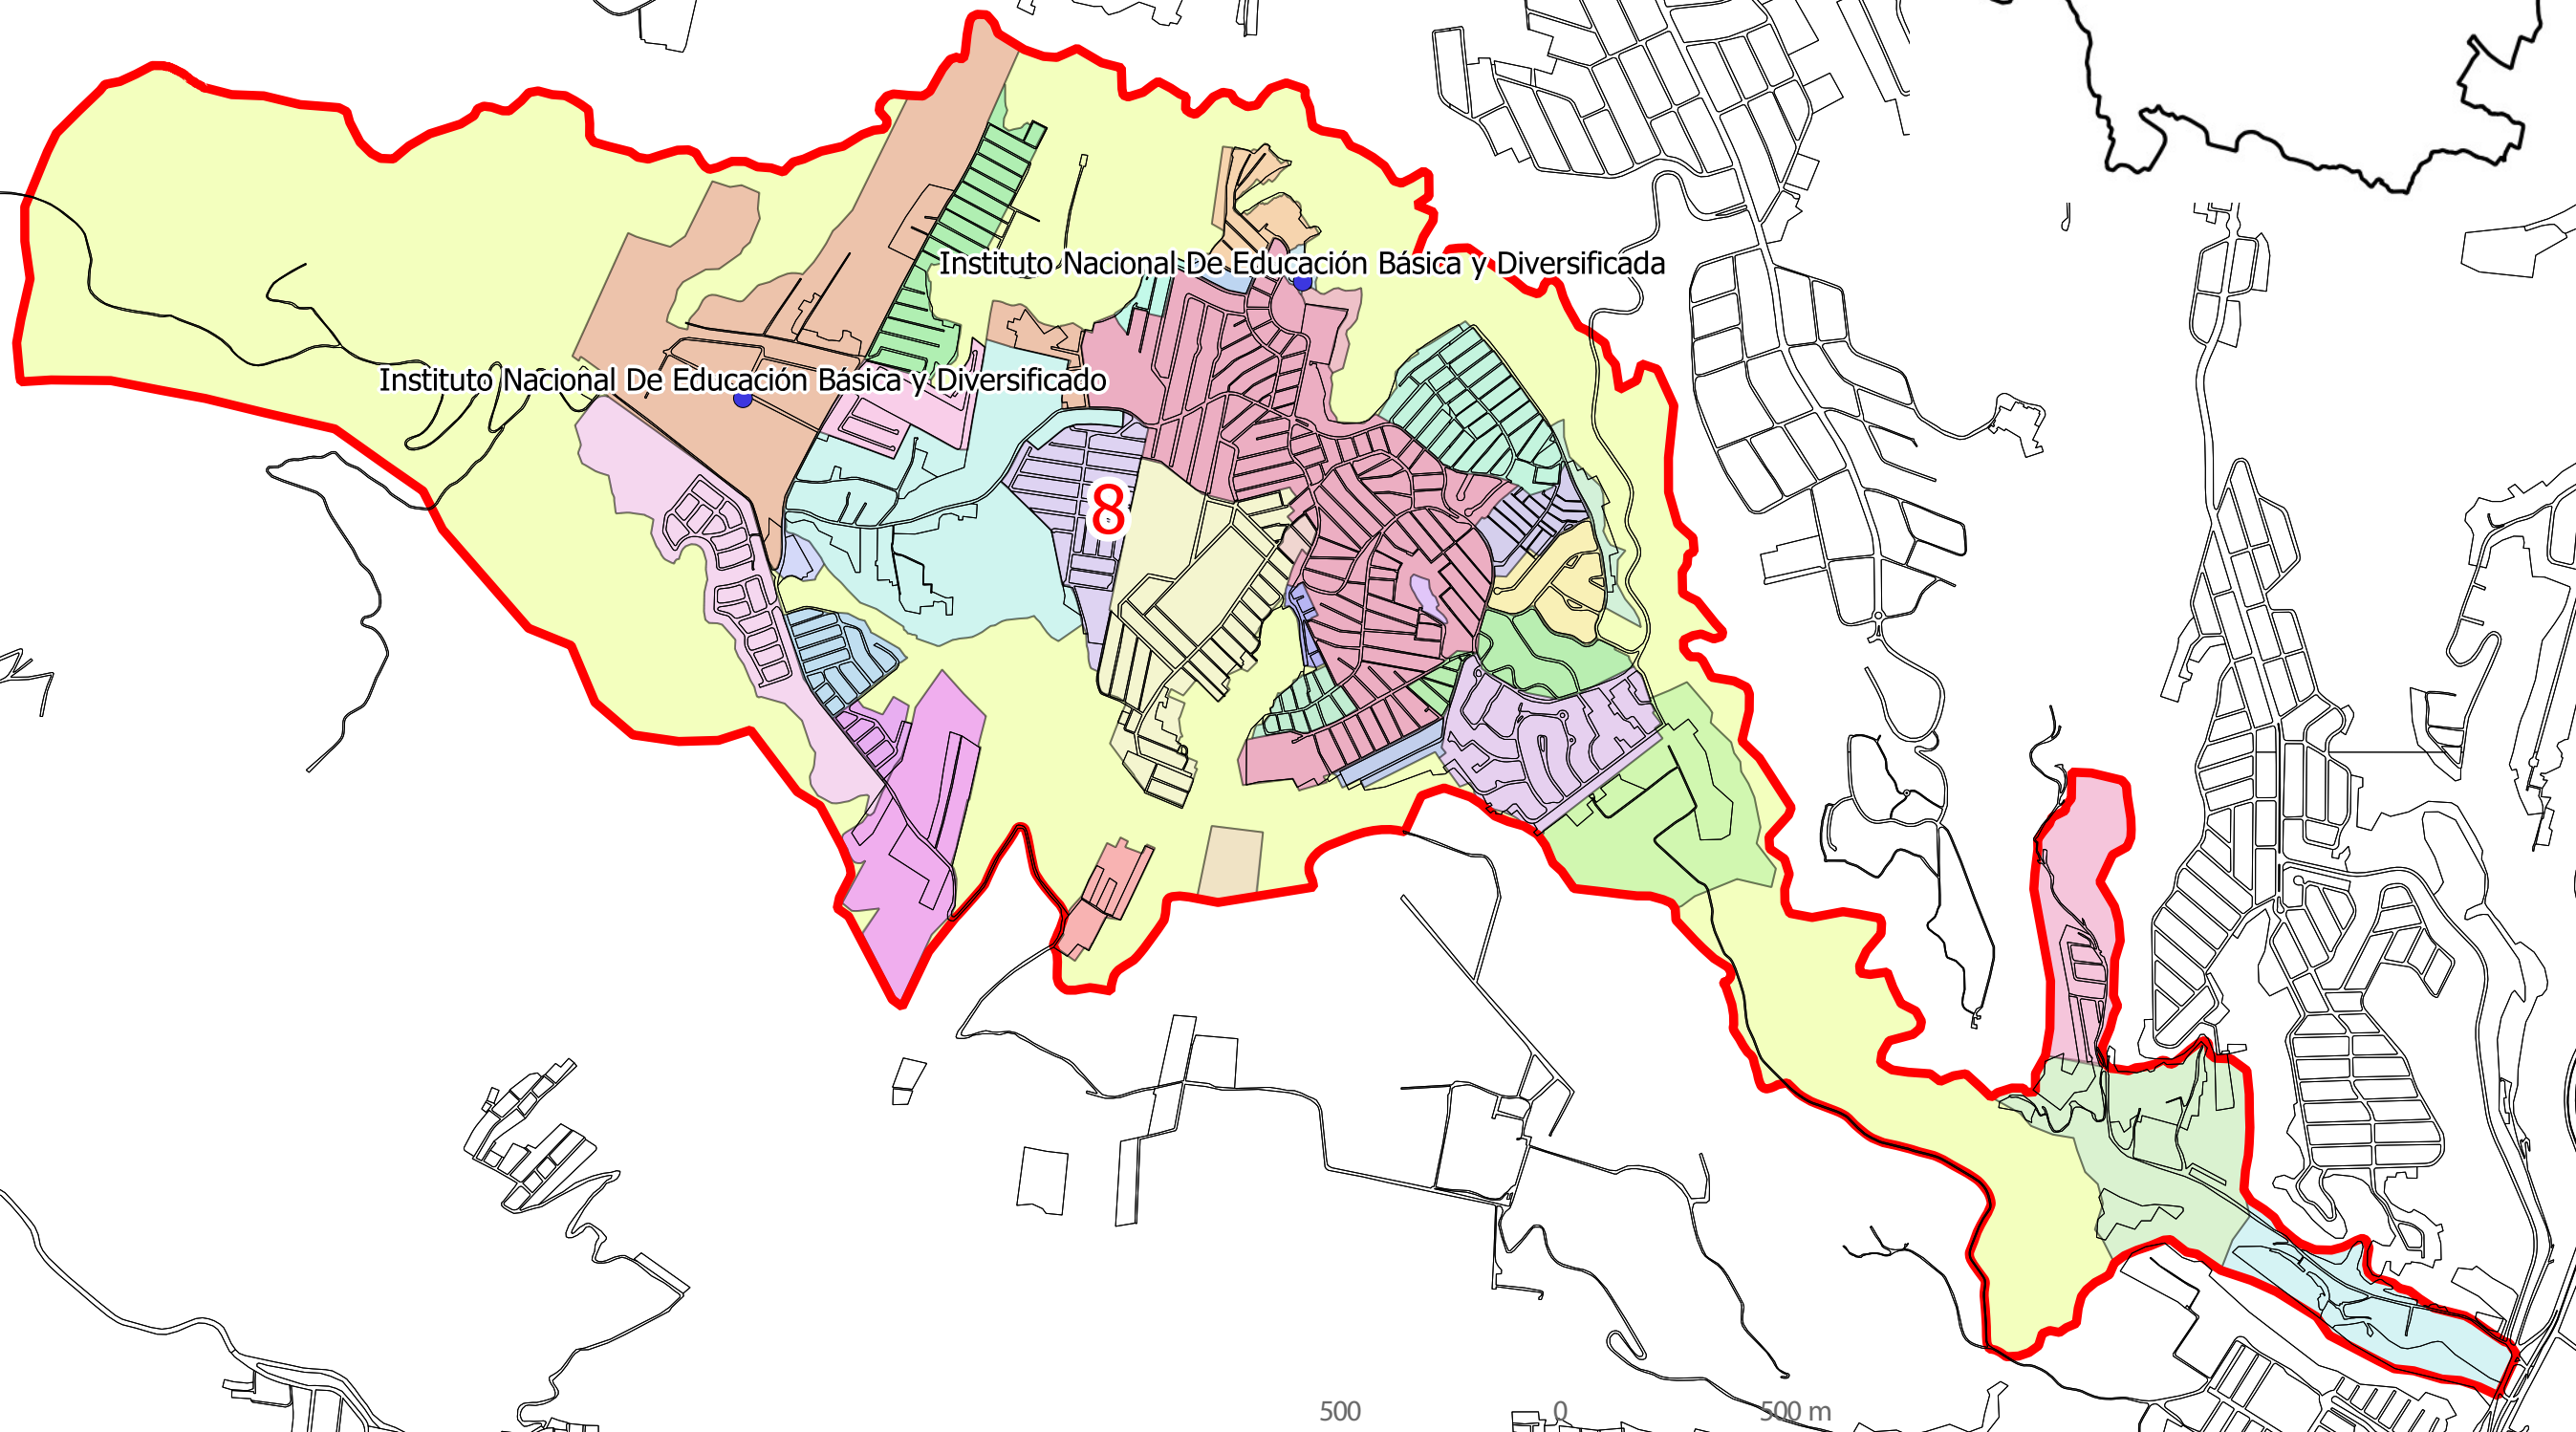 Instituto Nacional De Educación Básica y Diversificada
Instituto Nacional De Educación Básica y Diversificado
8
500 0 500 m